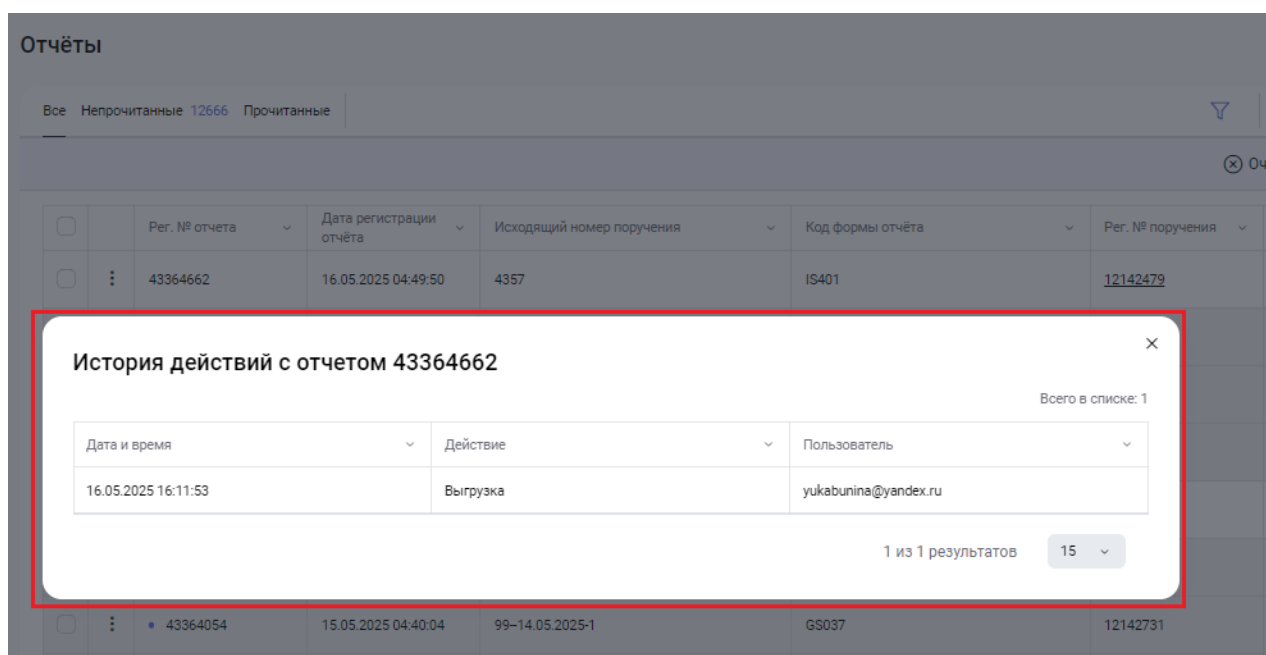 Отчёты
Все Непрочитанные 12666 Прочитанные
Рег. № отчета Дата регистрации отчёта Исходящий номер поручения Код формы отчёта Рег. № поручения
43364662 16.05.2025 04:49:50 4357 IS401 12142479
История действий с отчетом 43364662
Всего в списке: 1
Дата и время Действие Пользователь
16.05.2025 16:11:53 Выгрузка yukabunina@yandex.ru
1 из 1 результатов 15
43364054 15.05.2025 04:40:04 99–14.05.2025-1 GS037 12142731